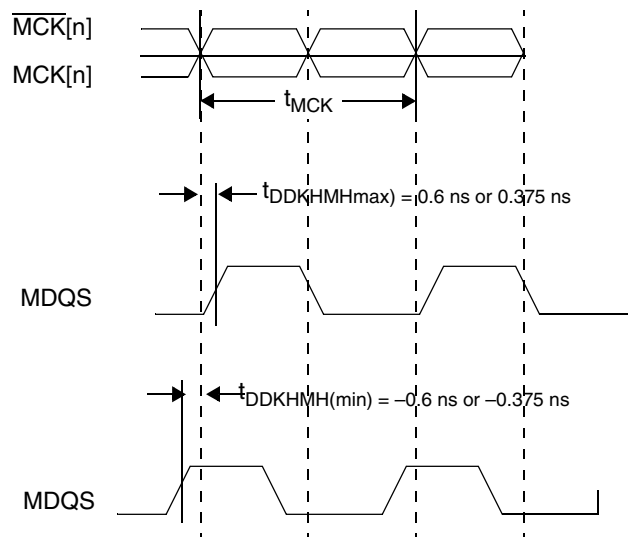 MCK[n]
MCK[n]
tMCK
tDDKHMHmax) = 0.6 ns or 0.375 ns
MDQS
tDDKHMH(min) = –0.6 ns or –0.375 ns
MDQS